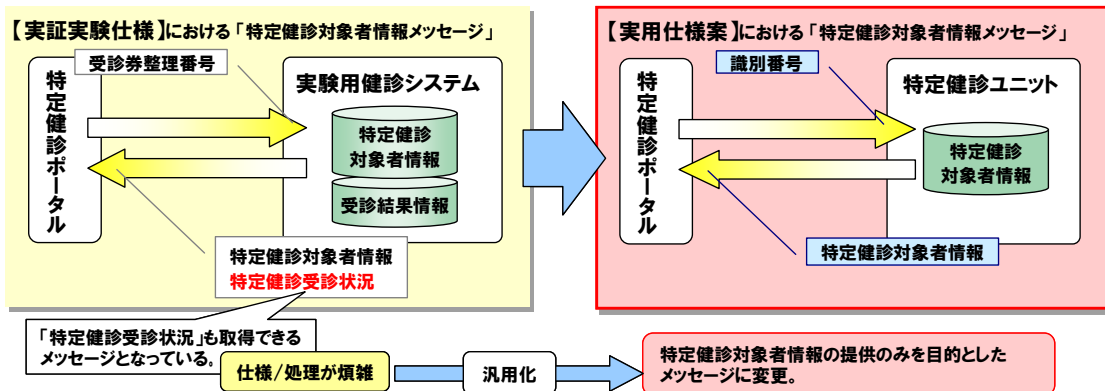 【実証実験仕様】における「特定健診対象者情報メッセージ」
受診券整理番号
特定健診ポータル
実験用健診システム
特定健診
対象者情報
受診結果情報
特定健診対象者情報
特定健診受診状況
「特定健診受診状況」も取得できる
メッセージとなっている。
【実用仕様案】における「特定健診対象者情報メッセージ」
識別番号
特定健診ポータル
特定健診ユニット
特定健診
対象者情報
特定健診対象者情報
仕様/処理が煩雑
汎用化
特定健診対象者情報の提供のみを目的とした
メッセージに変更。